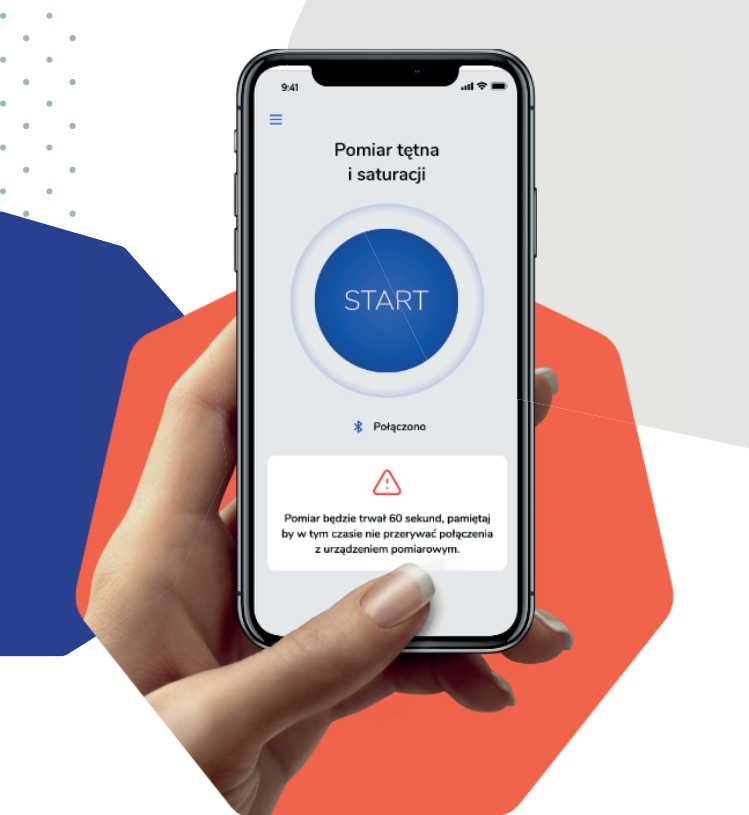 9:41
Pomiar tętna
i saturacji
START
Połączono
Pomiar będzie trwał 60 sekund, pamiętaj
by w tym czasie nie przerywać połączenia
z urządzeniem pomiarowym.